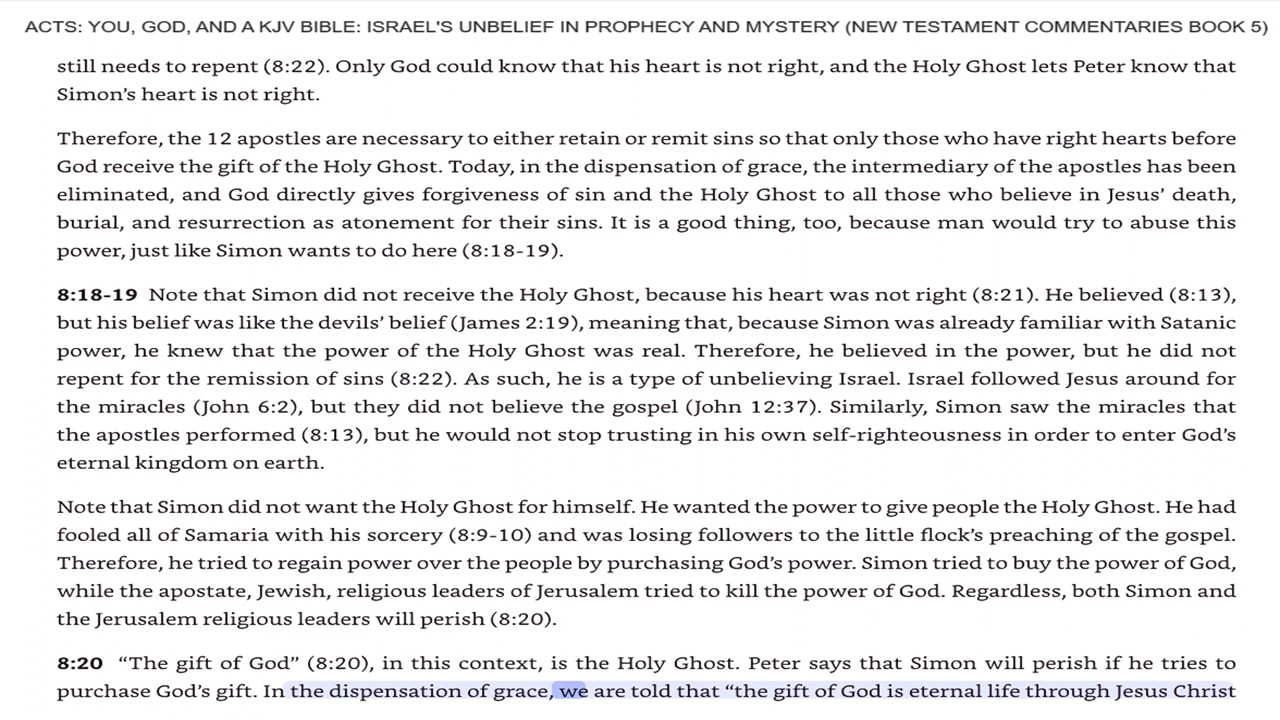 ACTS: YOU, GOD, AND A KJV BIBLE: ISRAEL'S UNBELIEF IN PROPHECY AND MYSTERY (NEW TESTAMENT COMMENTARIES BOOK 5)
still needs to repent (8:22). Only God could know that his heart is not right, and the Holy Ghost lets Peter know that
Simon’s heart is not right.
Therefore, the 12 apostles are necessary to either retain or remit sins so that only those who have right hearts before
God receive the gift of the Holy Ghost. Today, in the dispensation of grace, the intermediary of the apostles has been
eliminated, and God directly gives forgiveness of sin and the Holy Ghost to all those who believe in Jesus’ death,
burial, and resurrection as atonement for their sins. It is a good thing, too, because man would try to abuse this
power, just like Simon wants to do here (8:18-19).
8:18-19 Note that Simon did not receive the Holy Ghost, because his heart was not right (8:21). He believed (8:13),
but his belief was like the devils’ belief (James 2:19), meaning that, because Simon was already familiar with Satanic
power, he knew that the power of the Holy Ghost was real. Therefore, he believed in the power, but he did not
repent for the remission of sins (8:22). As such, he is a type of unbelieving Israel. Israel followed Jesus around for
the miracles (John 6:2), but they did not believe the gospel (John 12:37). Similarly, Simon saw the miracles that
the apostles performed (8:13), but he would not stop trusting in his own self-righteousness in order to enter God’s
eternal kingdom on earth.
Note that Simon did not want the Holy Ghost for himself. He wanted the power to give people the Holy Ghost. He had
fooled all of Samaria with his sorcery (8:9-10) and was losing followers to the little flock’s preaching of the gospel.
Therefore, he tried to regain power over the people by purchasing God’s power. Simon tried to buy the power of God,
while the apostate, Jewish, religious leaders of Jerusalem tried to kill the power of God. Regardless, both Simon and
the Jerusalem religious leaders will perish (8:20).
8:20 “The gift of God” (8:20), in this context, is the Holy Ghost. Peter says that Simon will perish if he tries to
purchase God’s gift. In the dispensation of grace, we are told that “the gift of God is eternal life through Jesus Christ